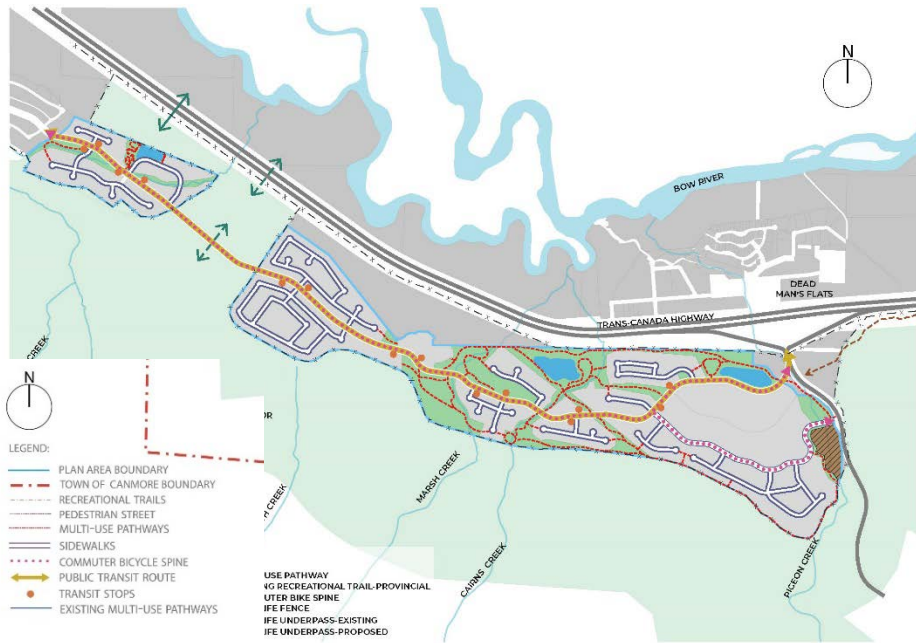 N
N
BOW RIVER
DEAD
MAN'S FLATS
TRANS-CANADA HIGHWAY
CREEK
N
OR
LEGEND:
PLAN AREA BOUNDARY
TOWN OF CANMORE BOUNDARY
RECREATIONAL TRAILS
PEDESTRIAN STREET
MULTI-USE PATHWAYS
SIDEWALKS
COMMUTER BICYCLE SPINE
PUBLIC TRANSIT ROUTE
TRANSIT STOPS
EXISTING MULTI-USE PATHWAYS
H CREEK
MARSH CREEK
CAIRNS CREEK
PIGEON CREEK
USE PATHWAY
NG RECREATIONAL TRAIL-PROVINCIAL
UTER BIKE SPINE
IFE FENCE
IFE UNDERPASS-EXISTING
IFE UNDERPASS-PROPOSED